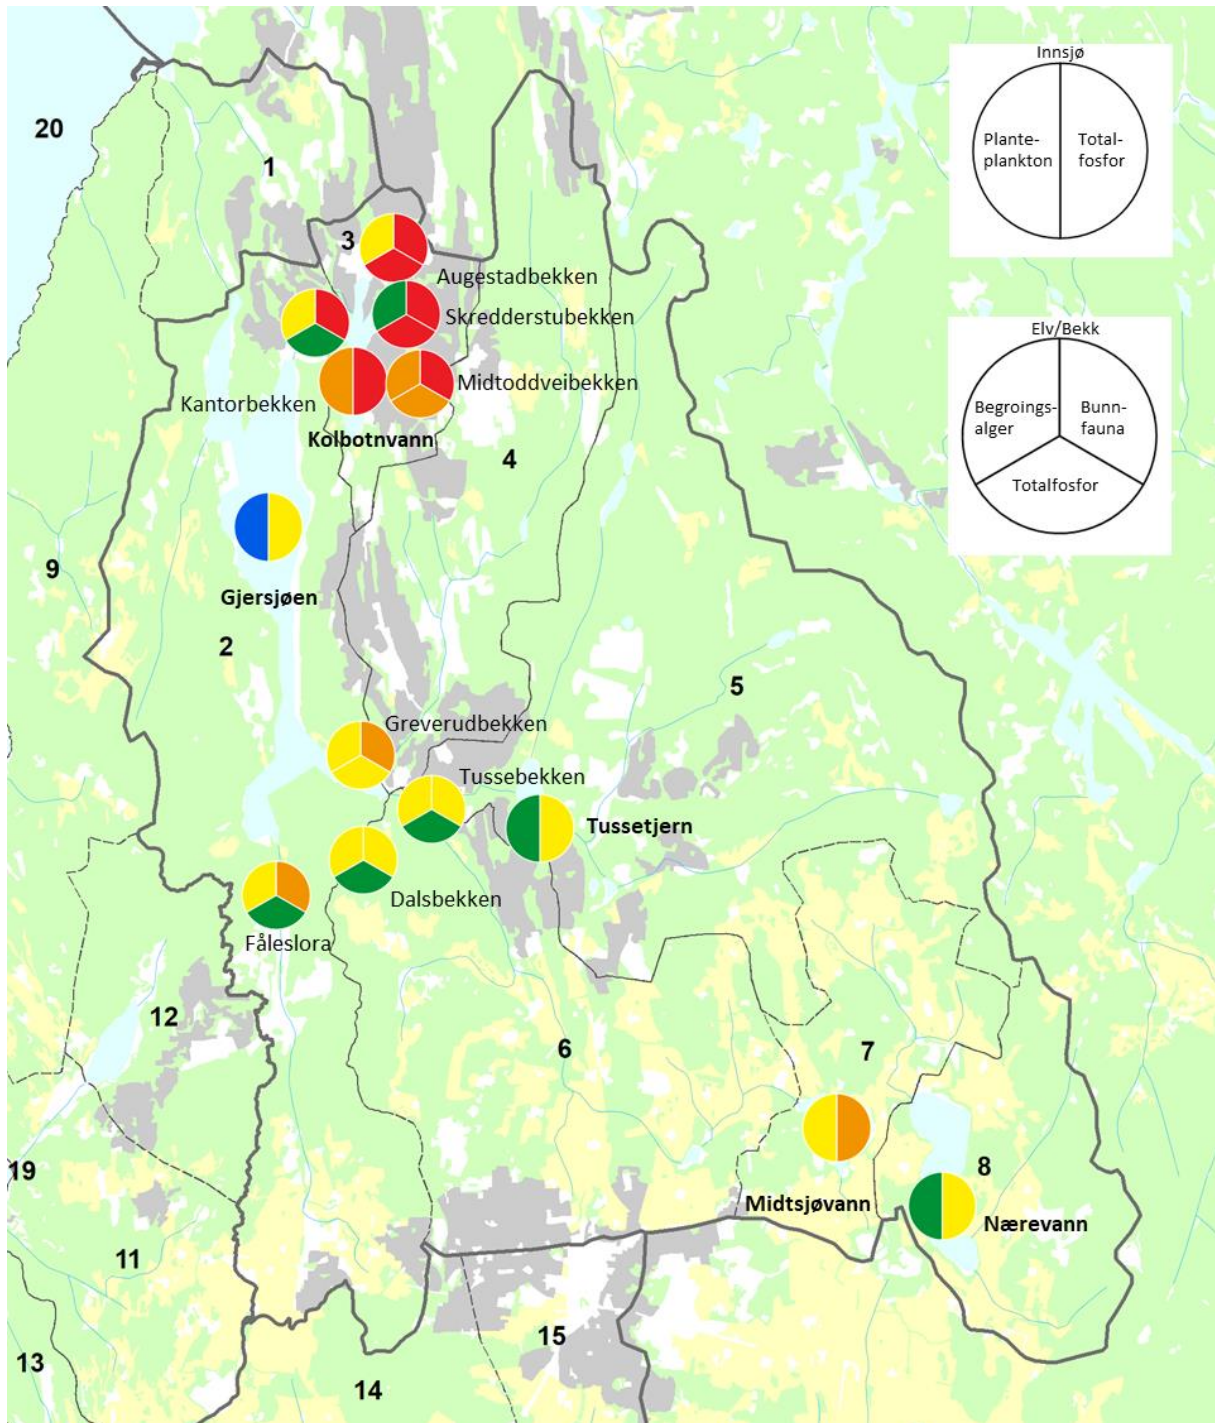 Innsjø
Plante-
plankton
Total-
fosfor
20
1
3
Augestadbekken
Skredderstubekken
Elv/Bekk
Midtoddveibekken
Kantorbekken
Begroings-
alger
Bunn-
fauna
Kolbotnvann
4
Totalfosfor
9
Gjersjøen
2
5
Greverudbekken
Tussebekken
Tussetjern
Dalsbekken
Fåleslora
12
6
7
19
8
Midtsjøvann
Nærevann
11
15
13
14